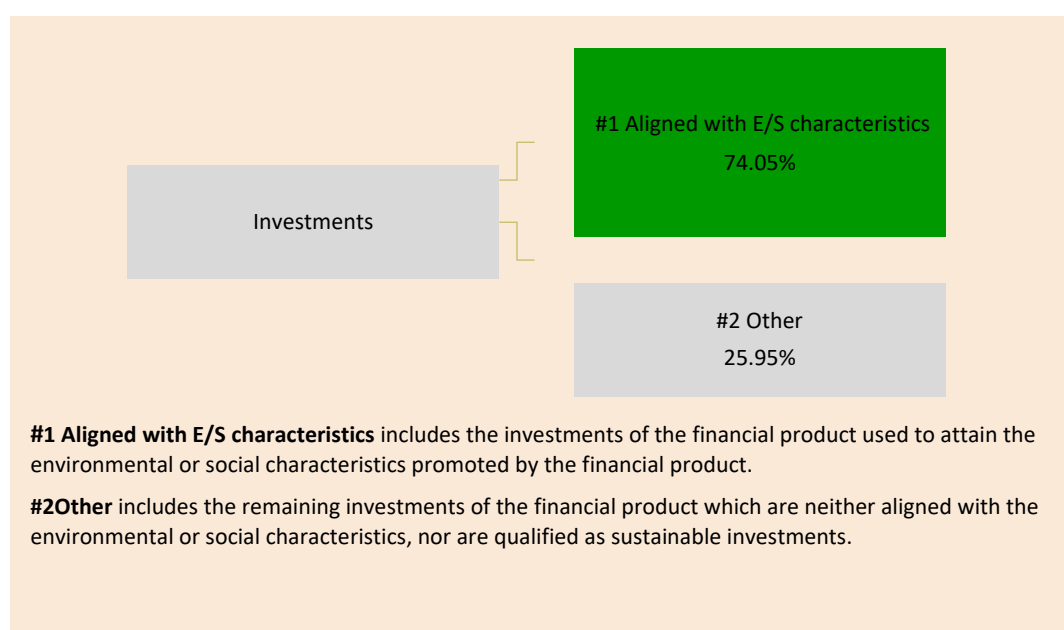 #1 Aligned with E/S characteristics
74.05%
Investments
#2 Other
25.95%
#1 Aligned with E/S characteristics includes the investments of the financial product used to attain the
environmental or social characteristics promoted by the financial product.
#2Other includes the remaining investments of the financial product which are neither aligned with the
environmental or social characteristics, nor are qualified as sustainable investments.